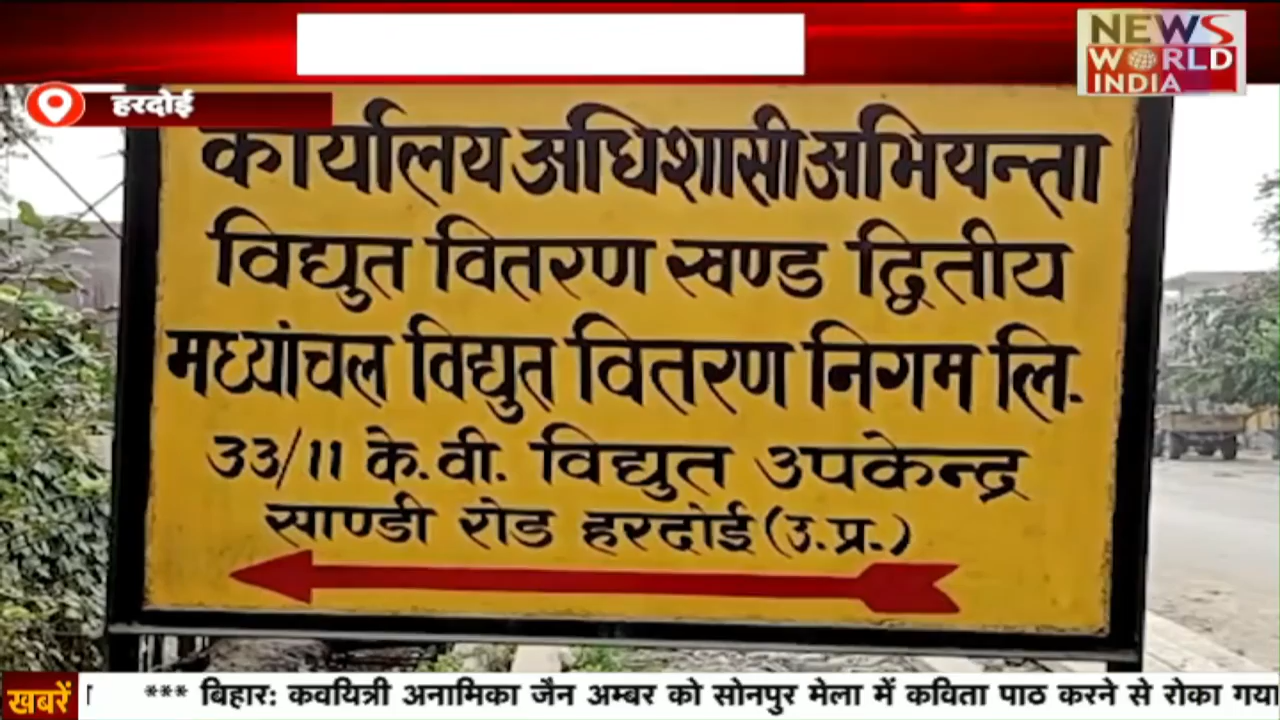 NEWS
WORLD
INDIA
हरदोई
कार्यालय अधिशासी अभियन्ता
विद्युत वितरण खण्ड द्वितीय
मध्यांचल विद्युत वितरण निगम लि.
33/11 के.वी. विद्युत उपकेन्द्र
साण्डी रोड हरदोई (उ.प्र.)
खबरें *** बिहार: कवयित्री अनामिका जैन अम्बर को सोनपुर मेला में कविता पाठ करने से रोका गया